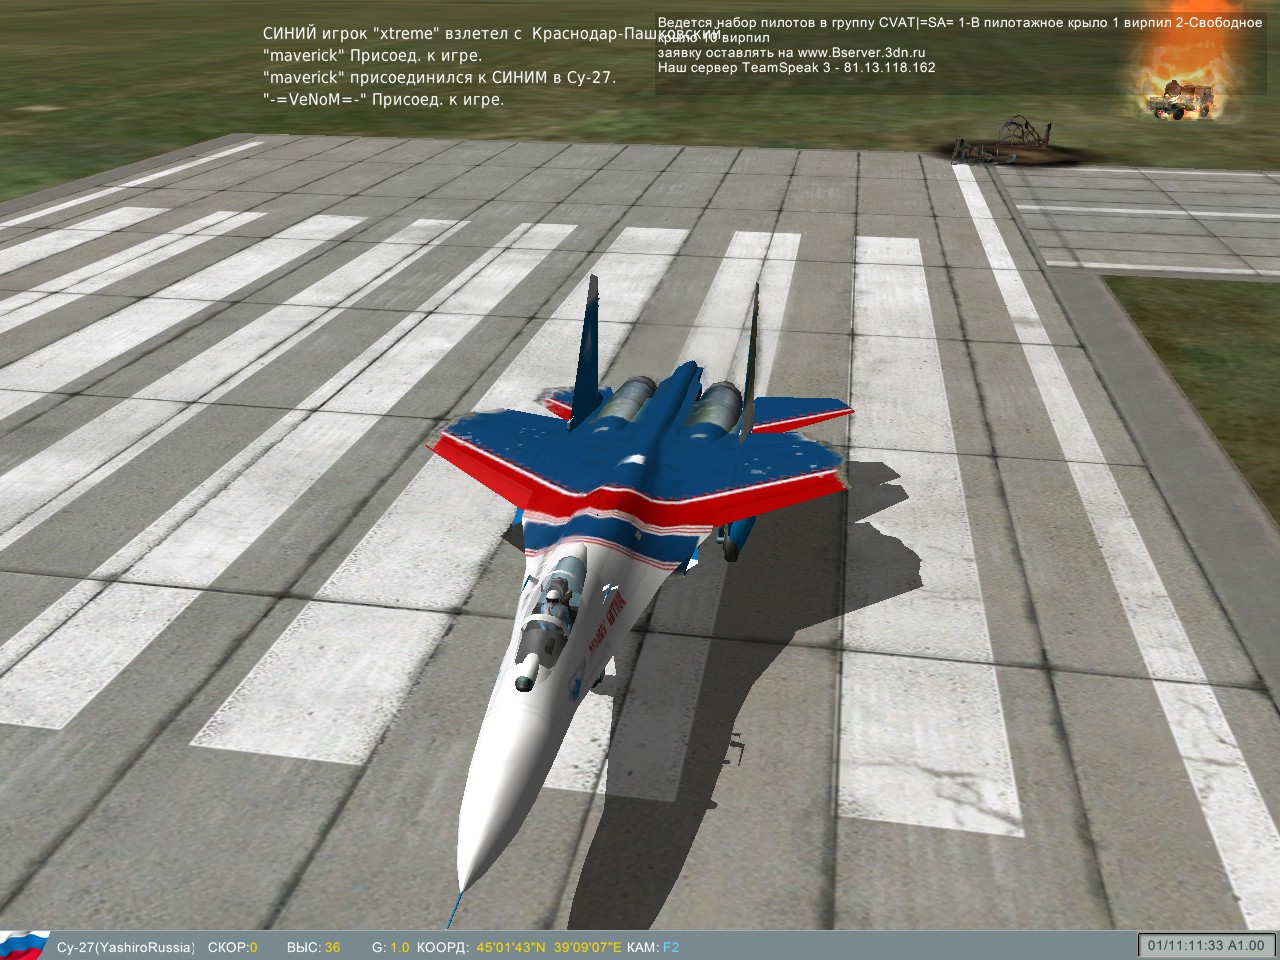 СИНИЙ игрок "xtreme" взлетел с Краснодар-Пашковский
"maverick" Присоед. к игре.
"maverick" присоединился к СИНИМ в Су-27.
"-=VeNoM=-" Присоед. к игре.
Ведется набор пилотов в группу CVAT|=SA= 1-В пилотажное крыло 1 вирпил 2-Свободное
крыло 10 вирпил
заявку оставлять на www.Bserver.3dn.ru
Наш сервер TeamSpeak 3 - 81.13.118.162
Су-27(YashiroRussia) СКОР:0 ВЫС: 36 G: 1.0 КООРД: 45'01'43"N 39'09'07"E КАМ: F2
01/11:11:33 A1.00